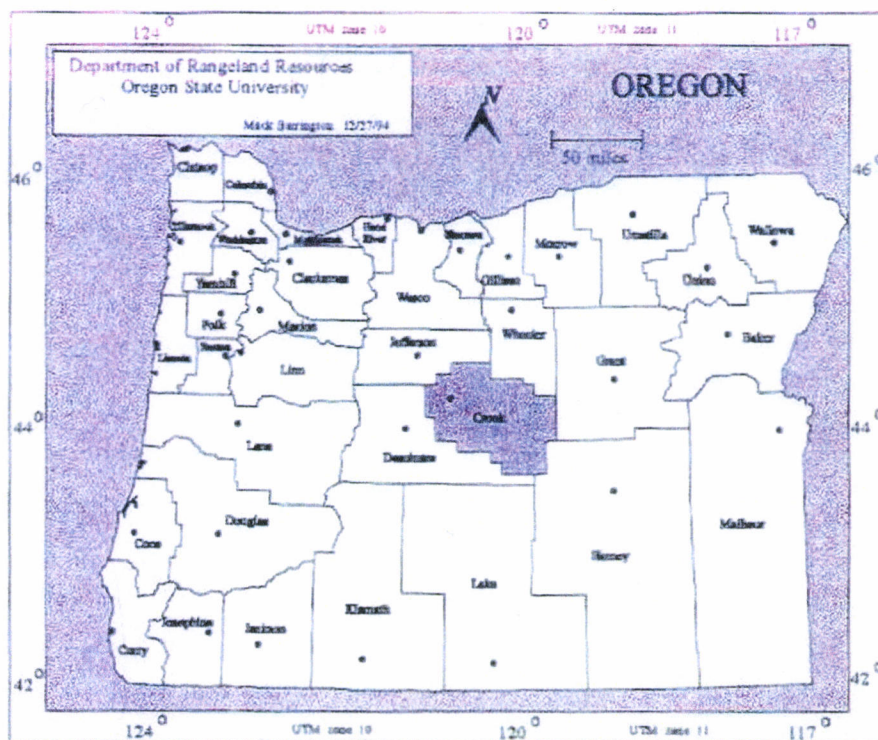 124° UTM zone 10 120° UTM zone 11 117°
Department of Rangeland Resources
Oregon State University
Mack Barrington 12/27/94
N
OREGON
50 miles
46° 46°
Clatsop
Columbia
Tillamook Washington Multnomah Hood River Sherman Morrow Umatilla Wallowa
Clackamas Gilliam Union
Yamhill Wasco
Polk Marion Wheeler
Jefferson Baker
Lincoln Benton Linn Grant
44° Crook 44°
Lane Deschutes
Douglas Malheur
Coos Harney
Lake
Klamath
Josephine Jackson
Curry
42° 42°
124° UTM zone 10 120° UTM zone 11 117°